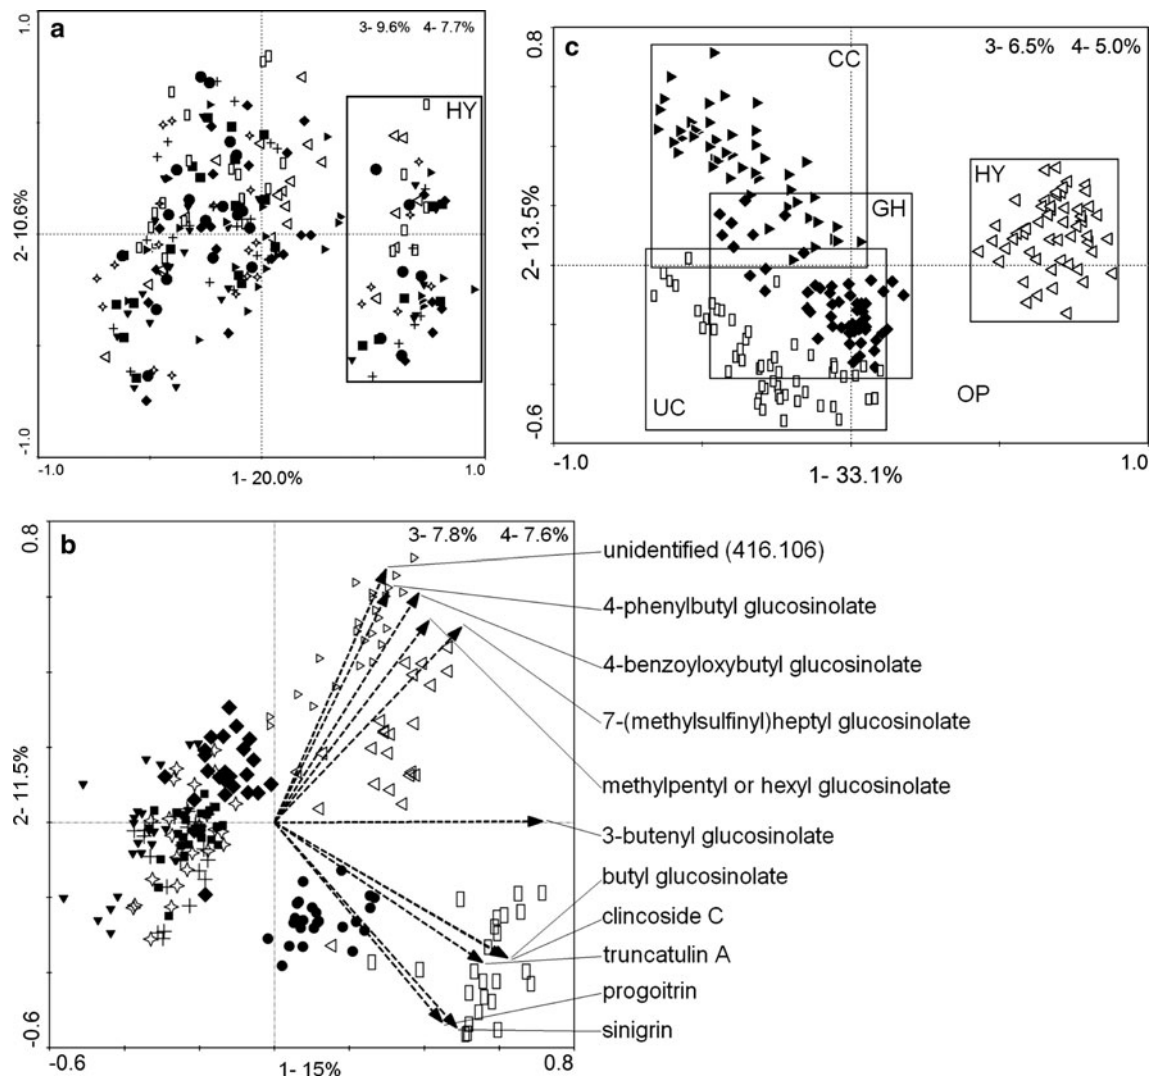 a
3- 9.6% 4- 7.7%
HY
1.0
2- 10.6%
-1.0
-1.0
1- 20.0%
1.0
c
3- 6.5% 4- 5.0%
CC
GH
HY
UC
OP
0.8
2- 13.5%
-0.6
-1.0
1- 33.1%
1.0
b
3- 7.8% 4- 7.6%
0.8
2- 11.5%
-0.6
-0.6
1- 15%
0.8
unidentified (416.106)
4-phenylbutyl glucosinolate
4-benzoyloxybutyl glucosinolate
7-(methylsulfinyl)heptyl glucosinolate
methylpentyl or hexyl glucosinolate
3-butenyl glucosinolate
butyl glucosinolate
clincoside C
truncatulin A
progoitrin
sinigrin